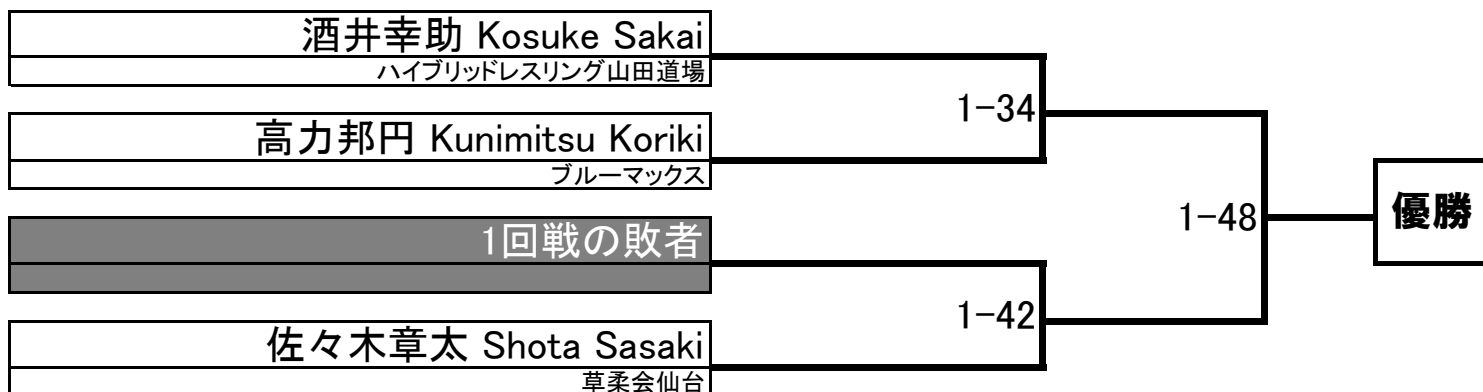 酒井幸助 Kosuke Sakai
ハイブリッドレスリング山田道場
1-34
高力邦円 Kunimitsu Koriki
ブルーマックス
1-48
優勝
1回戦の敗者
1-42
佐々木章太 Shota Sasaki
草柔会仙台